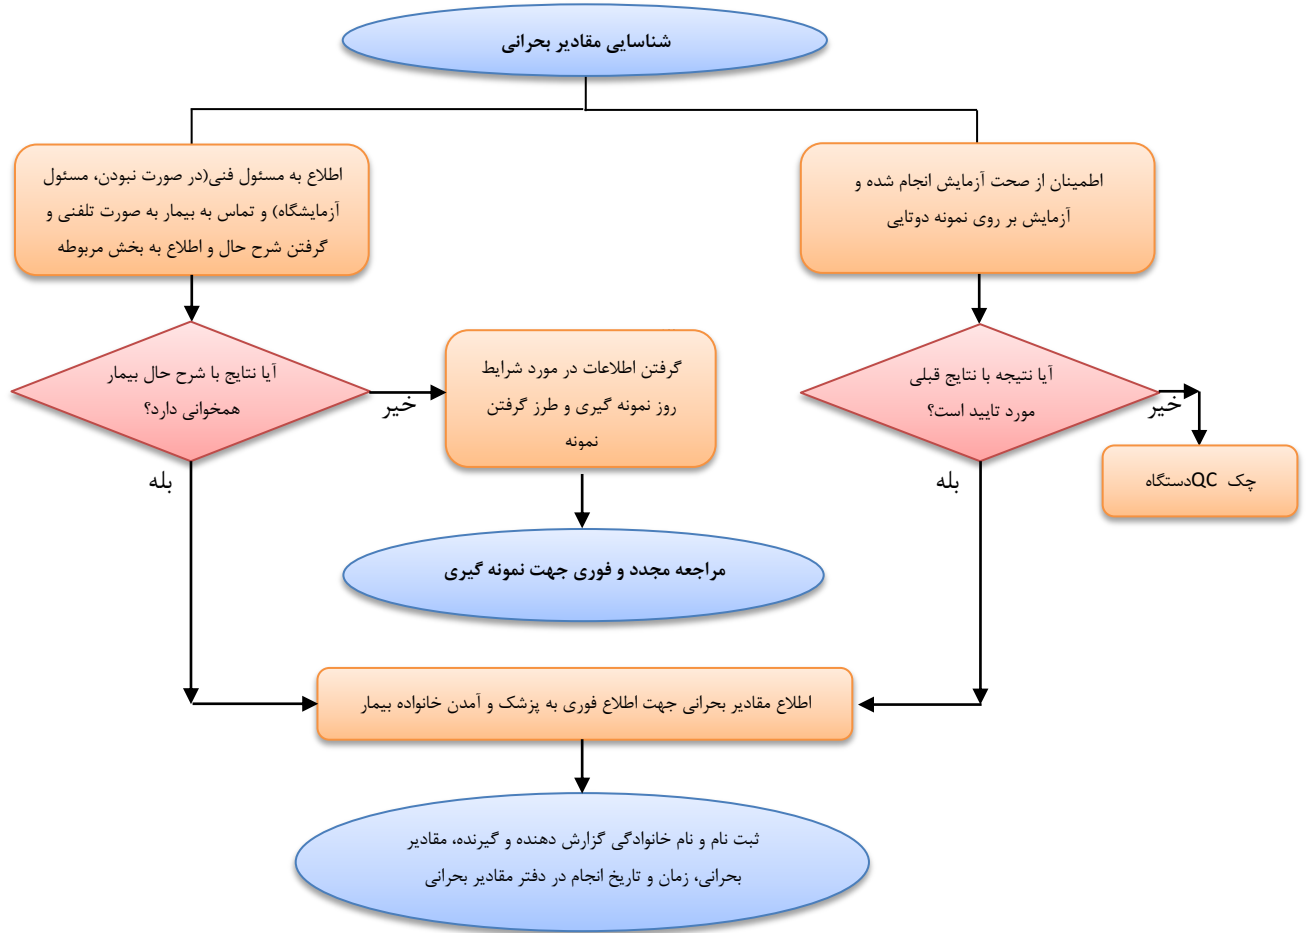 شناسایی مقادیر بحرانی
اطمینان از صحت آزمایش انجام شده و
آزمایش بر روی نمونه دوتایی
اطلاع به مسئول فنی(در صورت نبودن، مسئول
آزمایشگاه) و تماس به بیمار به صورت تلفنی و
گرفتن شرح حال و اطلاع به بخش مربوطه
آیا نتیجه با نتایج قبلی
مورد تایید است؟
خیر
چک QCدستگاه
بله
گرفتن اطلاعات در مورد شرایط
روز نمونه گیری و طرز گرفتن
نمونه
آیا نتایج با شرح حال بیمار
همخوانی دارد؟
خیر
بله
مراجعه مجدد و فوری جهت نمونه گیری
اطلاع مقادیر بحرانی جهت اطلاع فوری به پزشک و آمدن خانواده بیمار
ثبت نام و نام خانوادگی گزارش دهنده و گیرنده، مقادیر
بحرانی، زمان و تاریخ انجام در دفتر مقادیر بحرانی